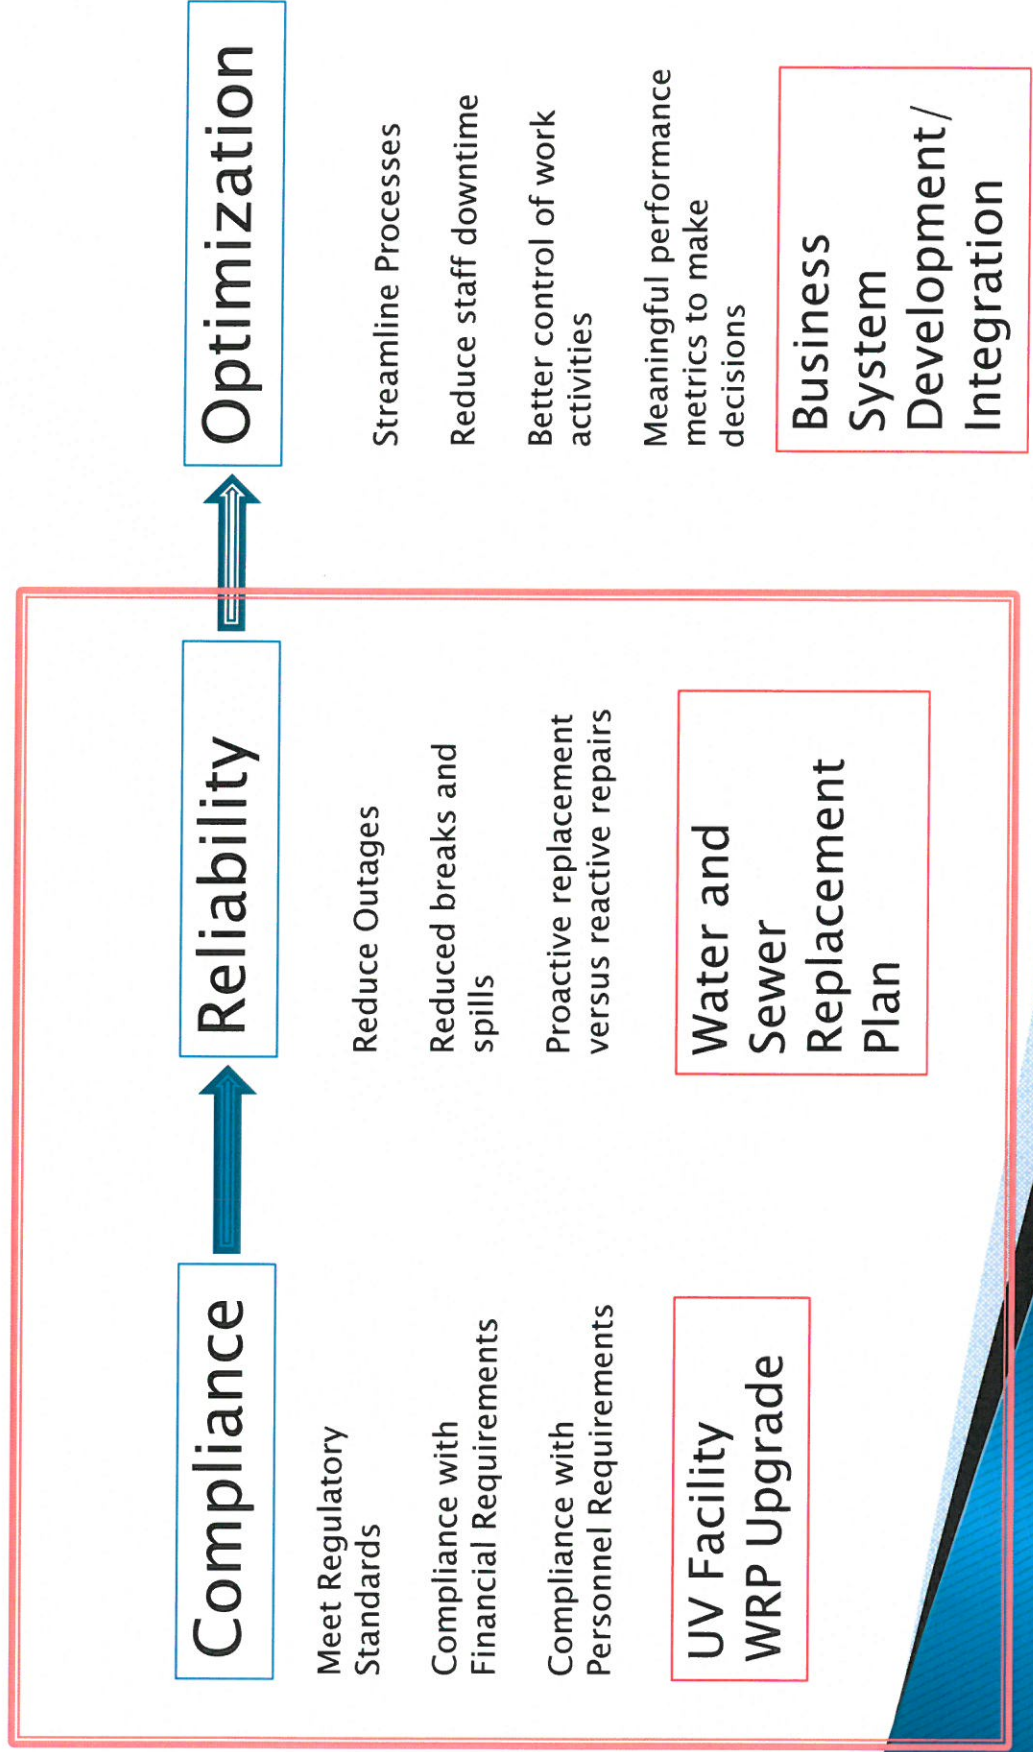 Compliance
Meet Regulatory
Standards
Compliance with
Financial Requirements
Compliance with
Personnel Requirements
UV Facility
WRP Upgrade
Reliability
Reduce Outages
Reduced breaks and
spills
Proactive replacement
versus reactive repairs
Water and
Sewer
Replacement
Plan
Optimization
Streamline Processes
Reduce staff downtime
Better control of work
activities
Meaningful performance
metrics to make
decisions
Business
System
Development/
Integration